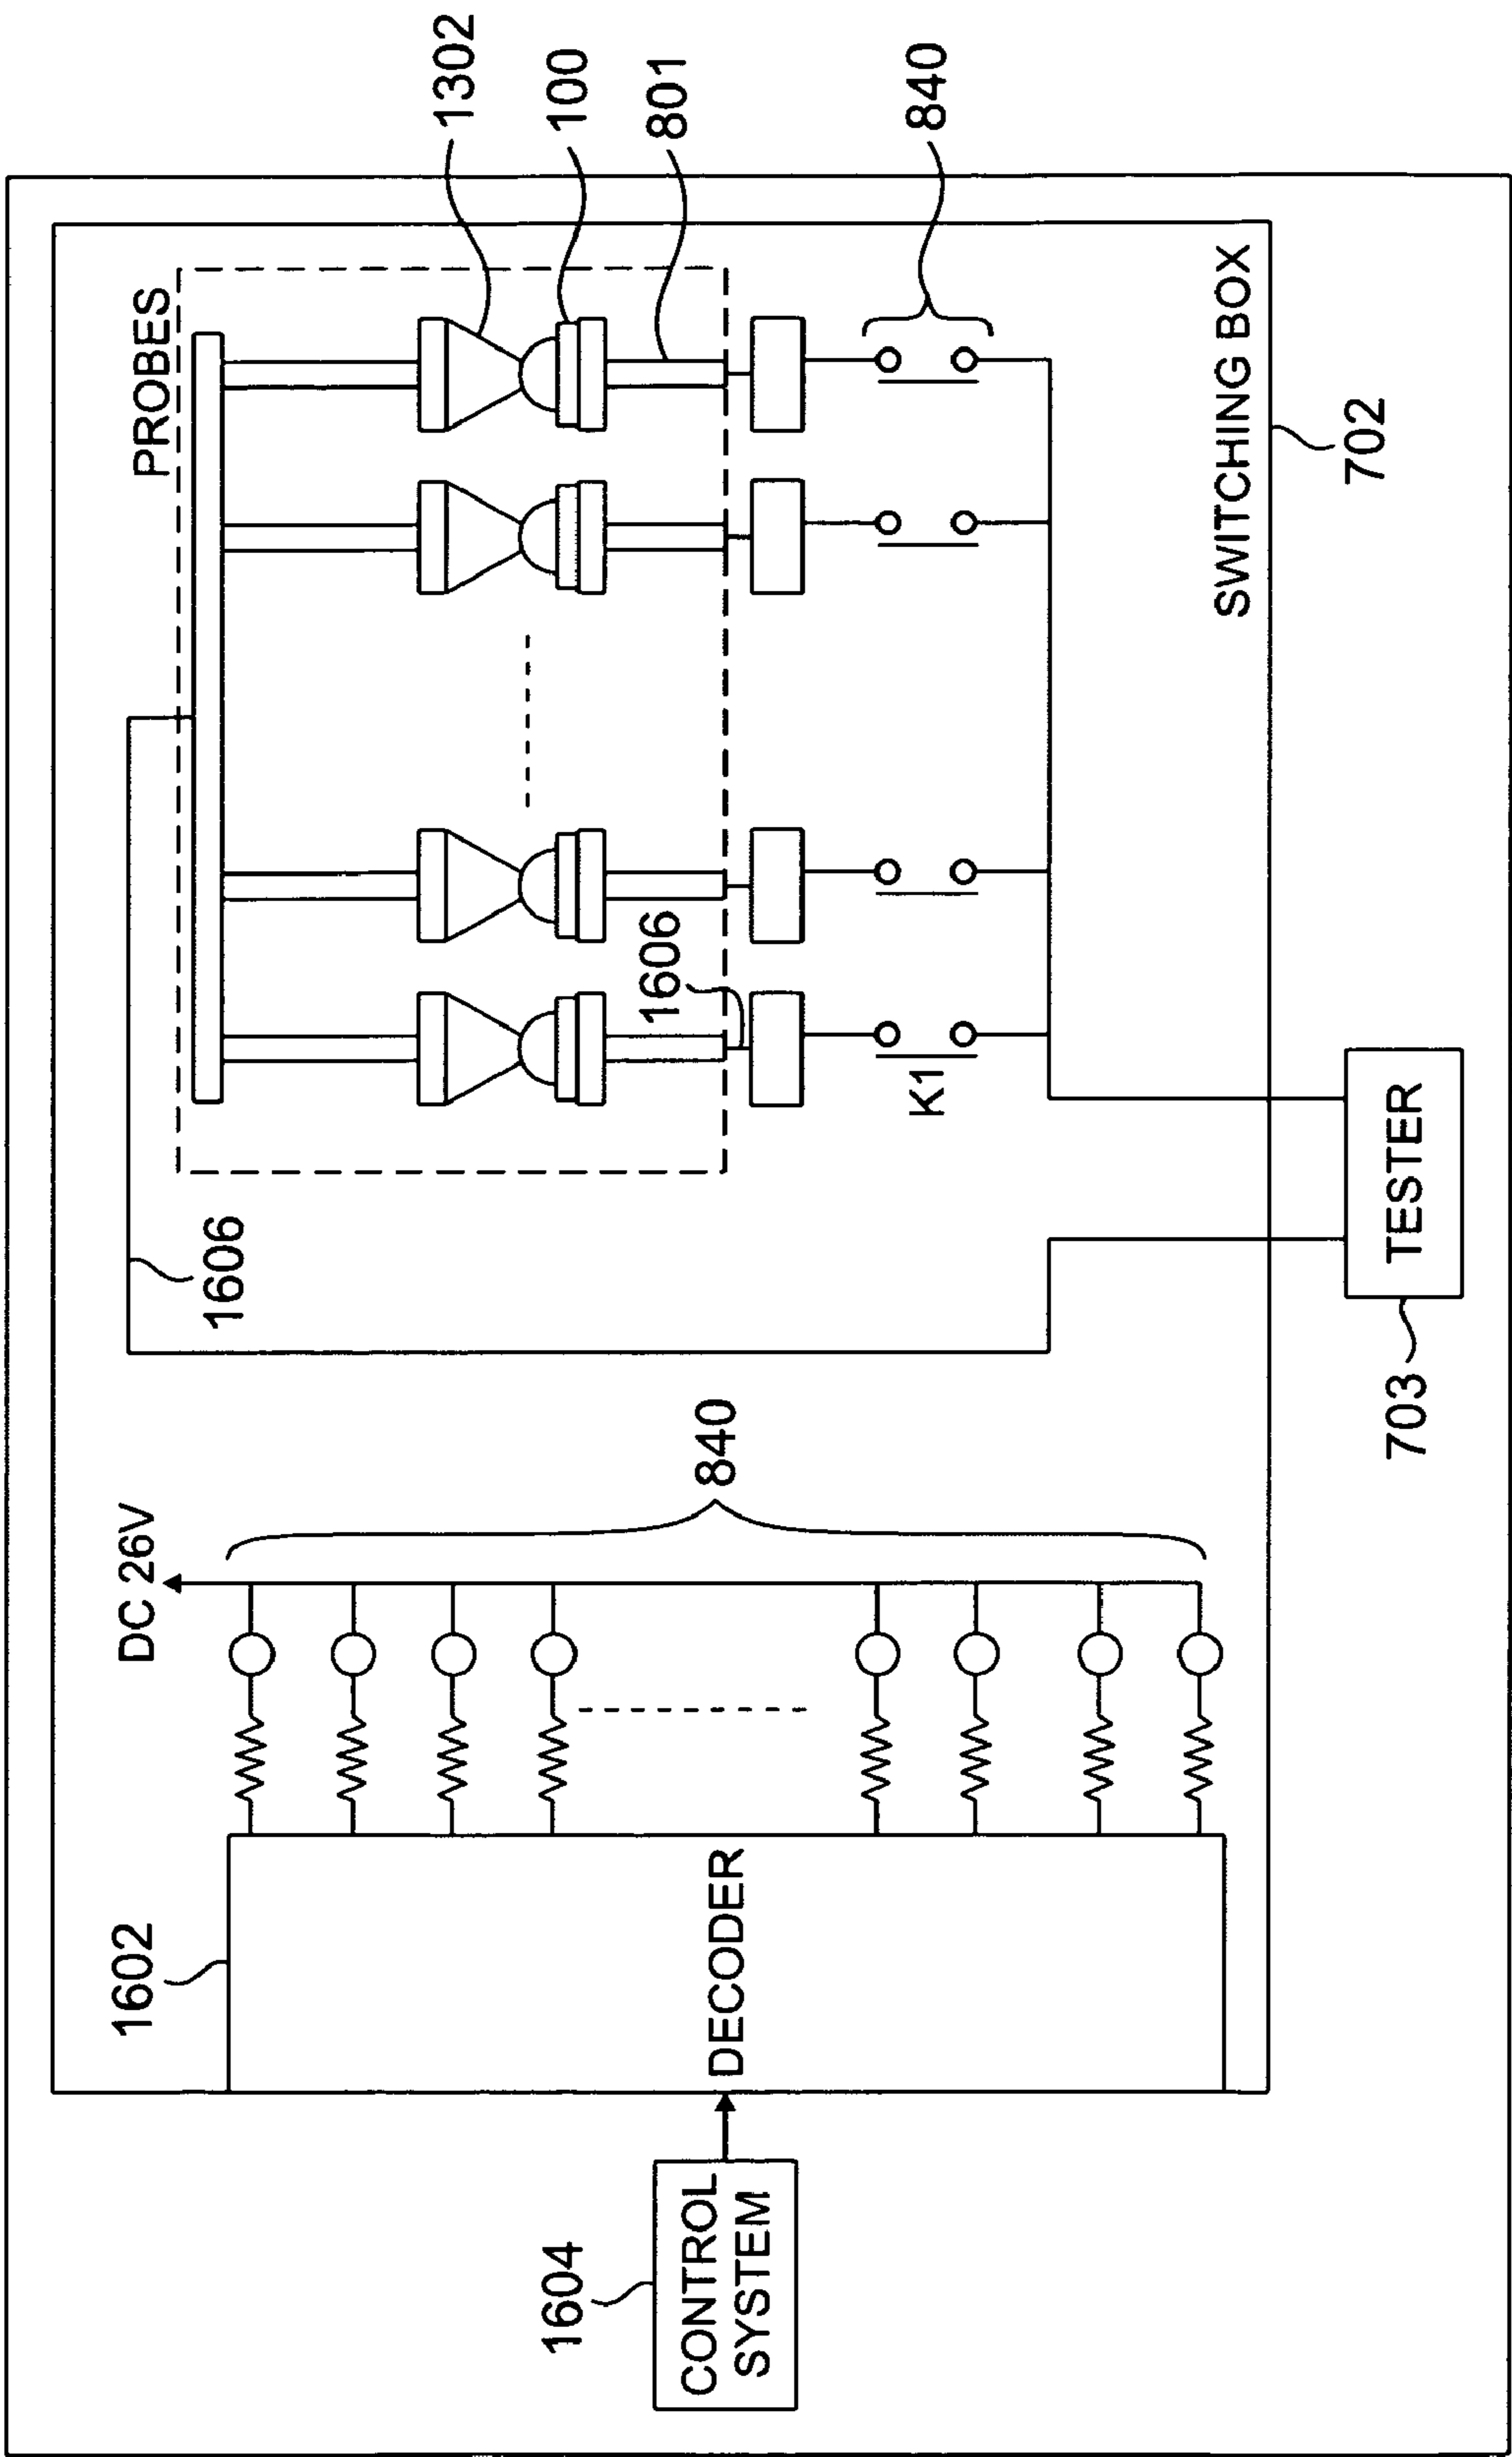 1604
CONTROL
SYSTEM
1602
DECODER
DC 26V
840
1606
703
TESTER
PROBES
K1
1606
1302
100
801
840
SWITCHING BOX
702